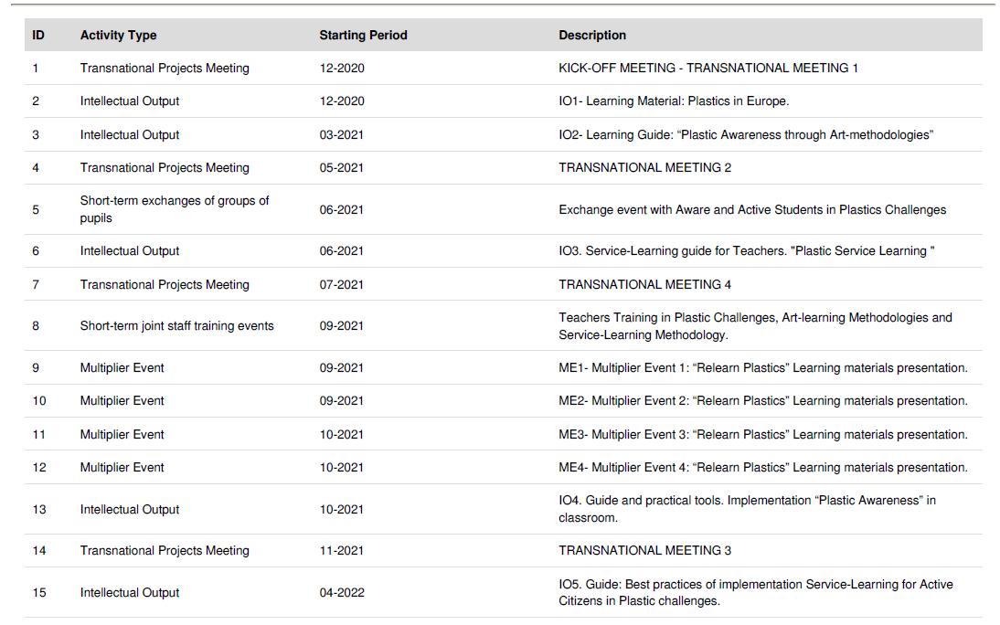 ID Activity Type Starting Period Description
1 Transnational Projects Meeting 12-2020 KICK-OFF MEETING - TRANSNATIONAL MEETING 1
2 Intellectual Output 12-2020 IO1- Learning Material: Plastics in Europe.
3 Intellectual Output 03-2021 IO2- Learning Guide: “Plastic Awareness through Art-methodologies”
4 Transnational Projects Meeting 05-2021 TRANSNATIONAL MEETING 2
5 Short-term exchanges of groups of
pupils 06-2021 Exchange event with Aware and Active Students in Plastics Challenges
6 Intellectual Output 06-2021 IO3. Service-Learning guide for Teachers. "Plastic Service Learning "
7 Transnational Projects Meeting 07-2021 TRANSNATIONAL MEETING 4
8 Short-term joint staff training events 09-2021 Teachers Training in Plastic Challenges, Art-learning Methodologies and
Service-Learning Methodology.
9 Multiplier Event 09-2021 ME1- Multiplier Event 1: “Relearn Plastics” Learning materials presentation.
10 Multiplier Event 09-2021 ME2- Multiplier Event 2: “Relearn Plastics” Learning materials presentation.
11 Multiplier Event 10-2021 ME3- Multiplier Event 3: “Relearn Plastics” Learning materials presentation.
12 Multiplier Event 10-2021 ME4- Multiplier Event 4: “Relearn Plastics” Learning materials presentation.
13 Intellectual Output 10-2021 IO4. Guide and practical tools. Implementation “Plastic Awareness” in
classroom.
14 Transnational Projects Meeting 11-2021 TRANSNATIONAL MEETING 3
15 Intellectual Output 04-2022 IO5. Guide: Best practices of implementation Service-Learning for Active
Citizens in Plastic challenges.